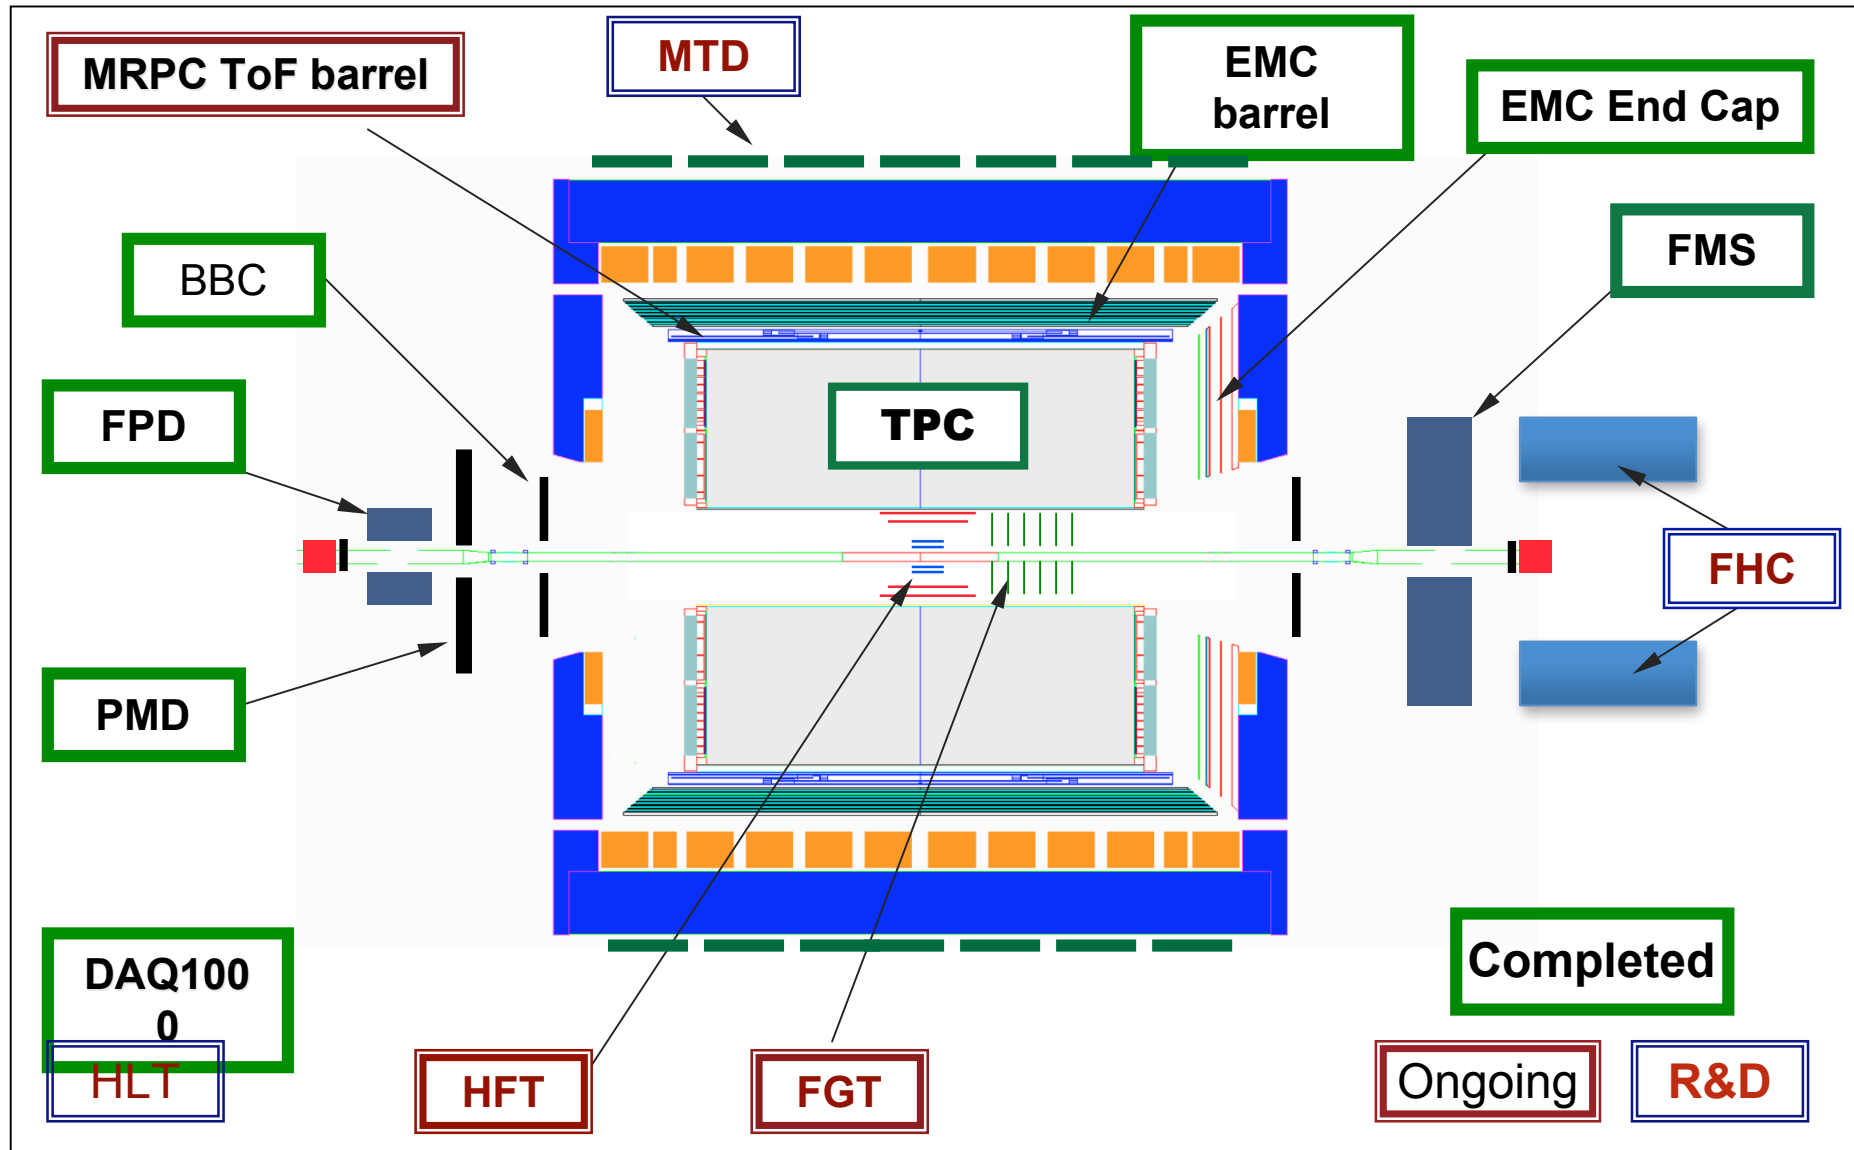 MRPC ToF barrel
MTD
EMC
barrel
EMC End Cap
BBC
FMS
FPD
TPC
FHC
PMD
DAQ100
0
HLT
HFT
FGT
Completed
Ongoing
R&D